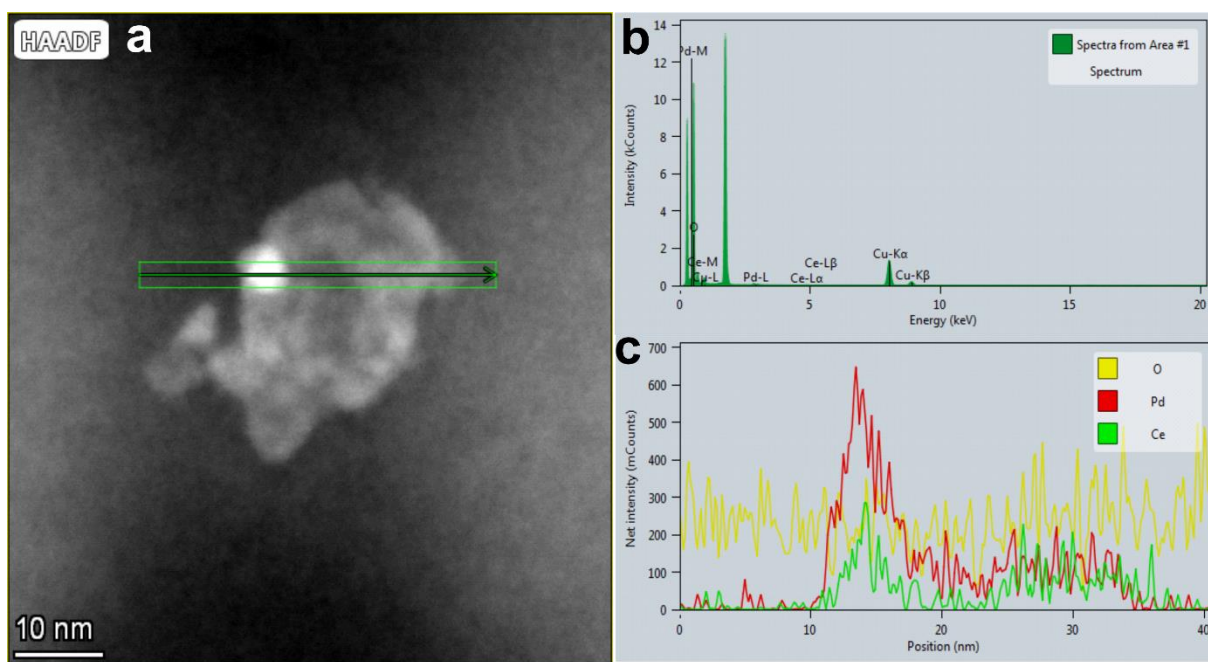 HAADF
a
10 nm
b
Intensity (kCounts)
14
12
10
8
6
4
2
0
Pd-M
O
Ce-M
Cu-L
Pd-L
Ce-Lα
Ce-Lβ
Cu-Kα
Cu-Kβ
Spectra from Area #1
Spectrum
0
5
10
15
20
Energy (keV)
c
Net intensity (mCounts)
700
600
500
400
300
200
100
0
O
Pd
Ce
0
10
20
30
40
Position (nm)